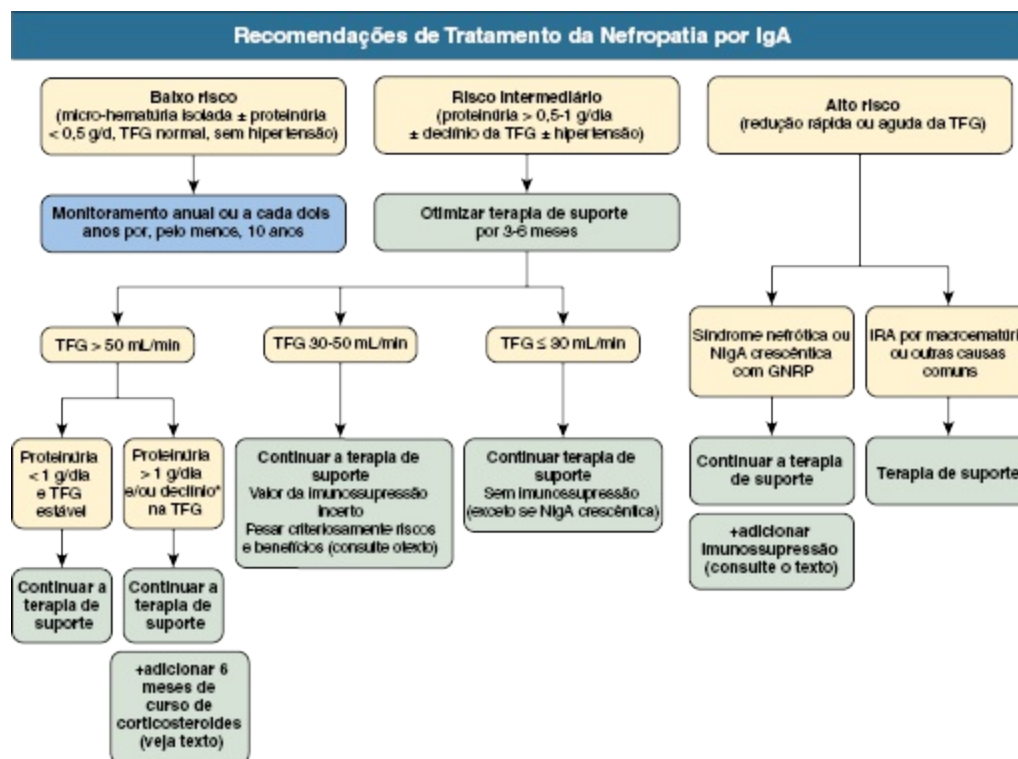 Recomendações de Tratamento da Nefropatia por IgA
Baixo risco
(micro-hematúria isolada ± proteinúria
< 0,5 g/d, TFG normal, sem hipertensão)
Risco intermediário
(proteinúria > 0,5-1 g/dia
± declínio da TFG ± hipertensão)
Alto risco
(redução rápida ou aguda da TFG)
Monitoramento anual ou a cada dois
anos por, pelo menos, 10 anos
Otimizar terapia de suporte
por 3-6 meses
TFG > 50 mL/min
TFG 30-50 mL/min
TFG ≤ 30 mL/min
Síndrome nefrótica ou
NIgA crescêntica
com GNRP
IRA por macroematúri
ou outras causas
comuns
Proteinúria
< 1 g/dia
e TFG
estável
Proteinúria
> 1 g/dia
e/ou declínio*
na TFG
Continuar a terapia de
suporte
Valor da imunossupressão
incerto
Pesar criteriosamente riscos
e benefícios (consulte otexto)
Continuar terapia de
suporte
Sem imunossupressão
(exceto se NIgA crescêntica)
Continuar a terapia
de suporte
Terapia de suporte
+adicionar
imunossupressão
(consulte o texto)
Continuar a
terapia de
suporte
Continuar a
terapia de
suporte
+adicionar 6
meses de
curso de
corticosteroides
(veja texto)